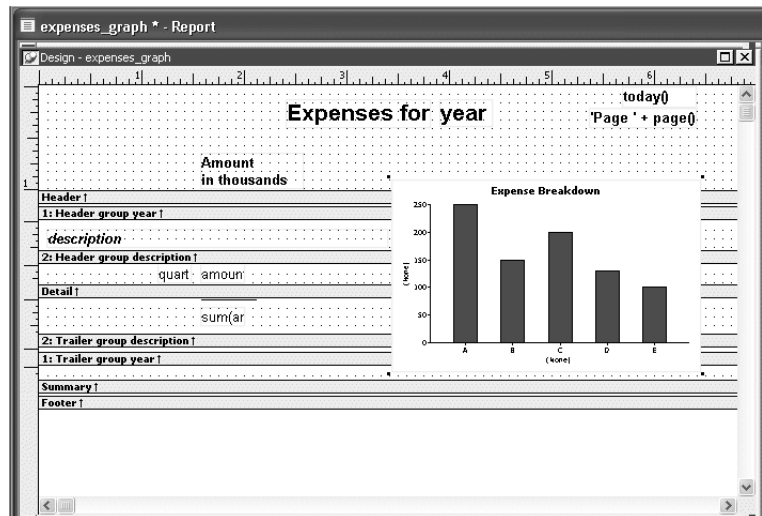 expenses_graph * - Report
Design - expenses_graph
1 2 3 4 5 6
today()
Expenses for year
'Page ' + page()
Amount
in thousands
1
Header ↑
Expense Breakdown
1: Header group year ↑
250
description
200
2: Header group description ↑
150
quart amoun
(None)
Detail ↑
100
sum(ar
50
2: Trailer group description ↑
0
1: Trailer group year ↑
A B C D E
(None)
Summary ↑
Footer ↑